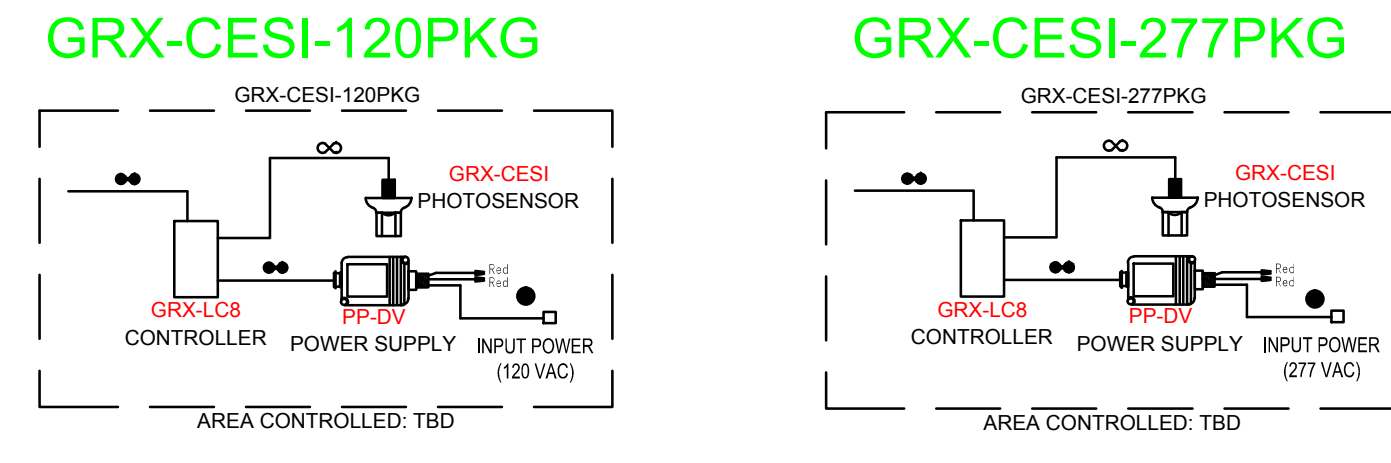 GRX-CESI-120PKG
GRX-CESI-120PKG
GRX-CESI
PHOTOSENSOR
Red
Red
GRX-LC8
CONTROLLER
PP-DV
POWER SUPPLY
INPUT POWER
(120 VAC)
AREA CONTROLLED: TBD
GRX-CESI-277PKG
GRX-CESI-277PKG
GRX-CESI
PHOTOSENSOR
Red
Red
GRX-LC8
CONTROLLER
PP-DV
POWER SUPPLY
INPUT POWER
(277 VAC)
AREA CONTROLLED: TBD